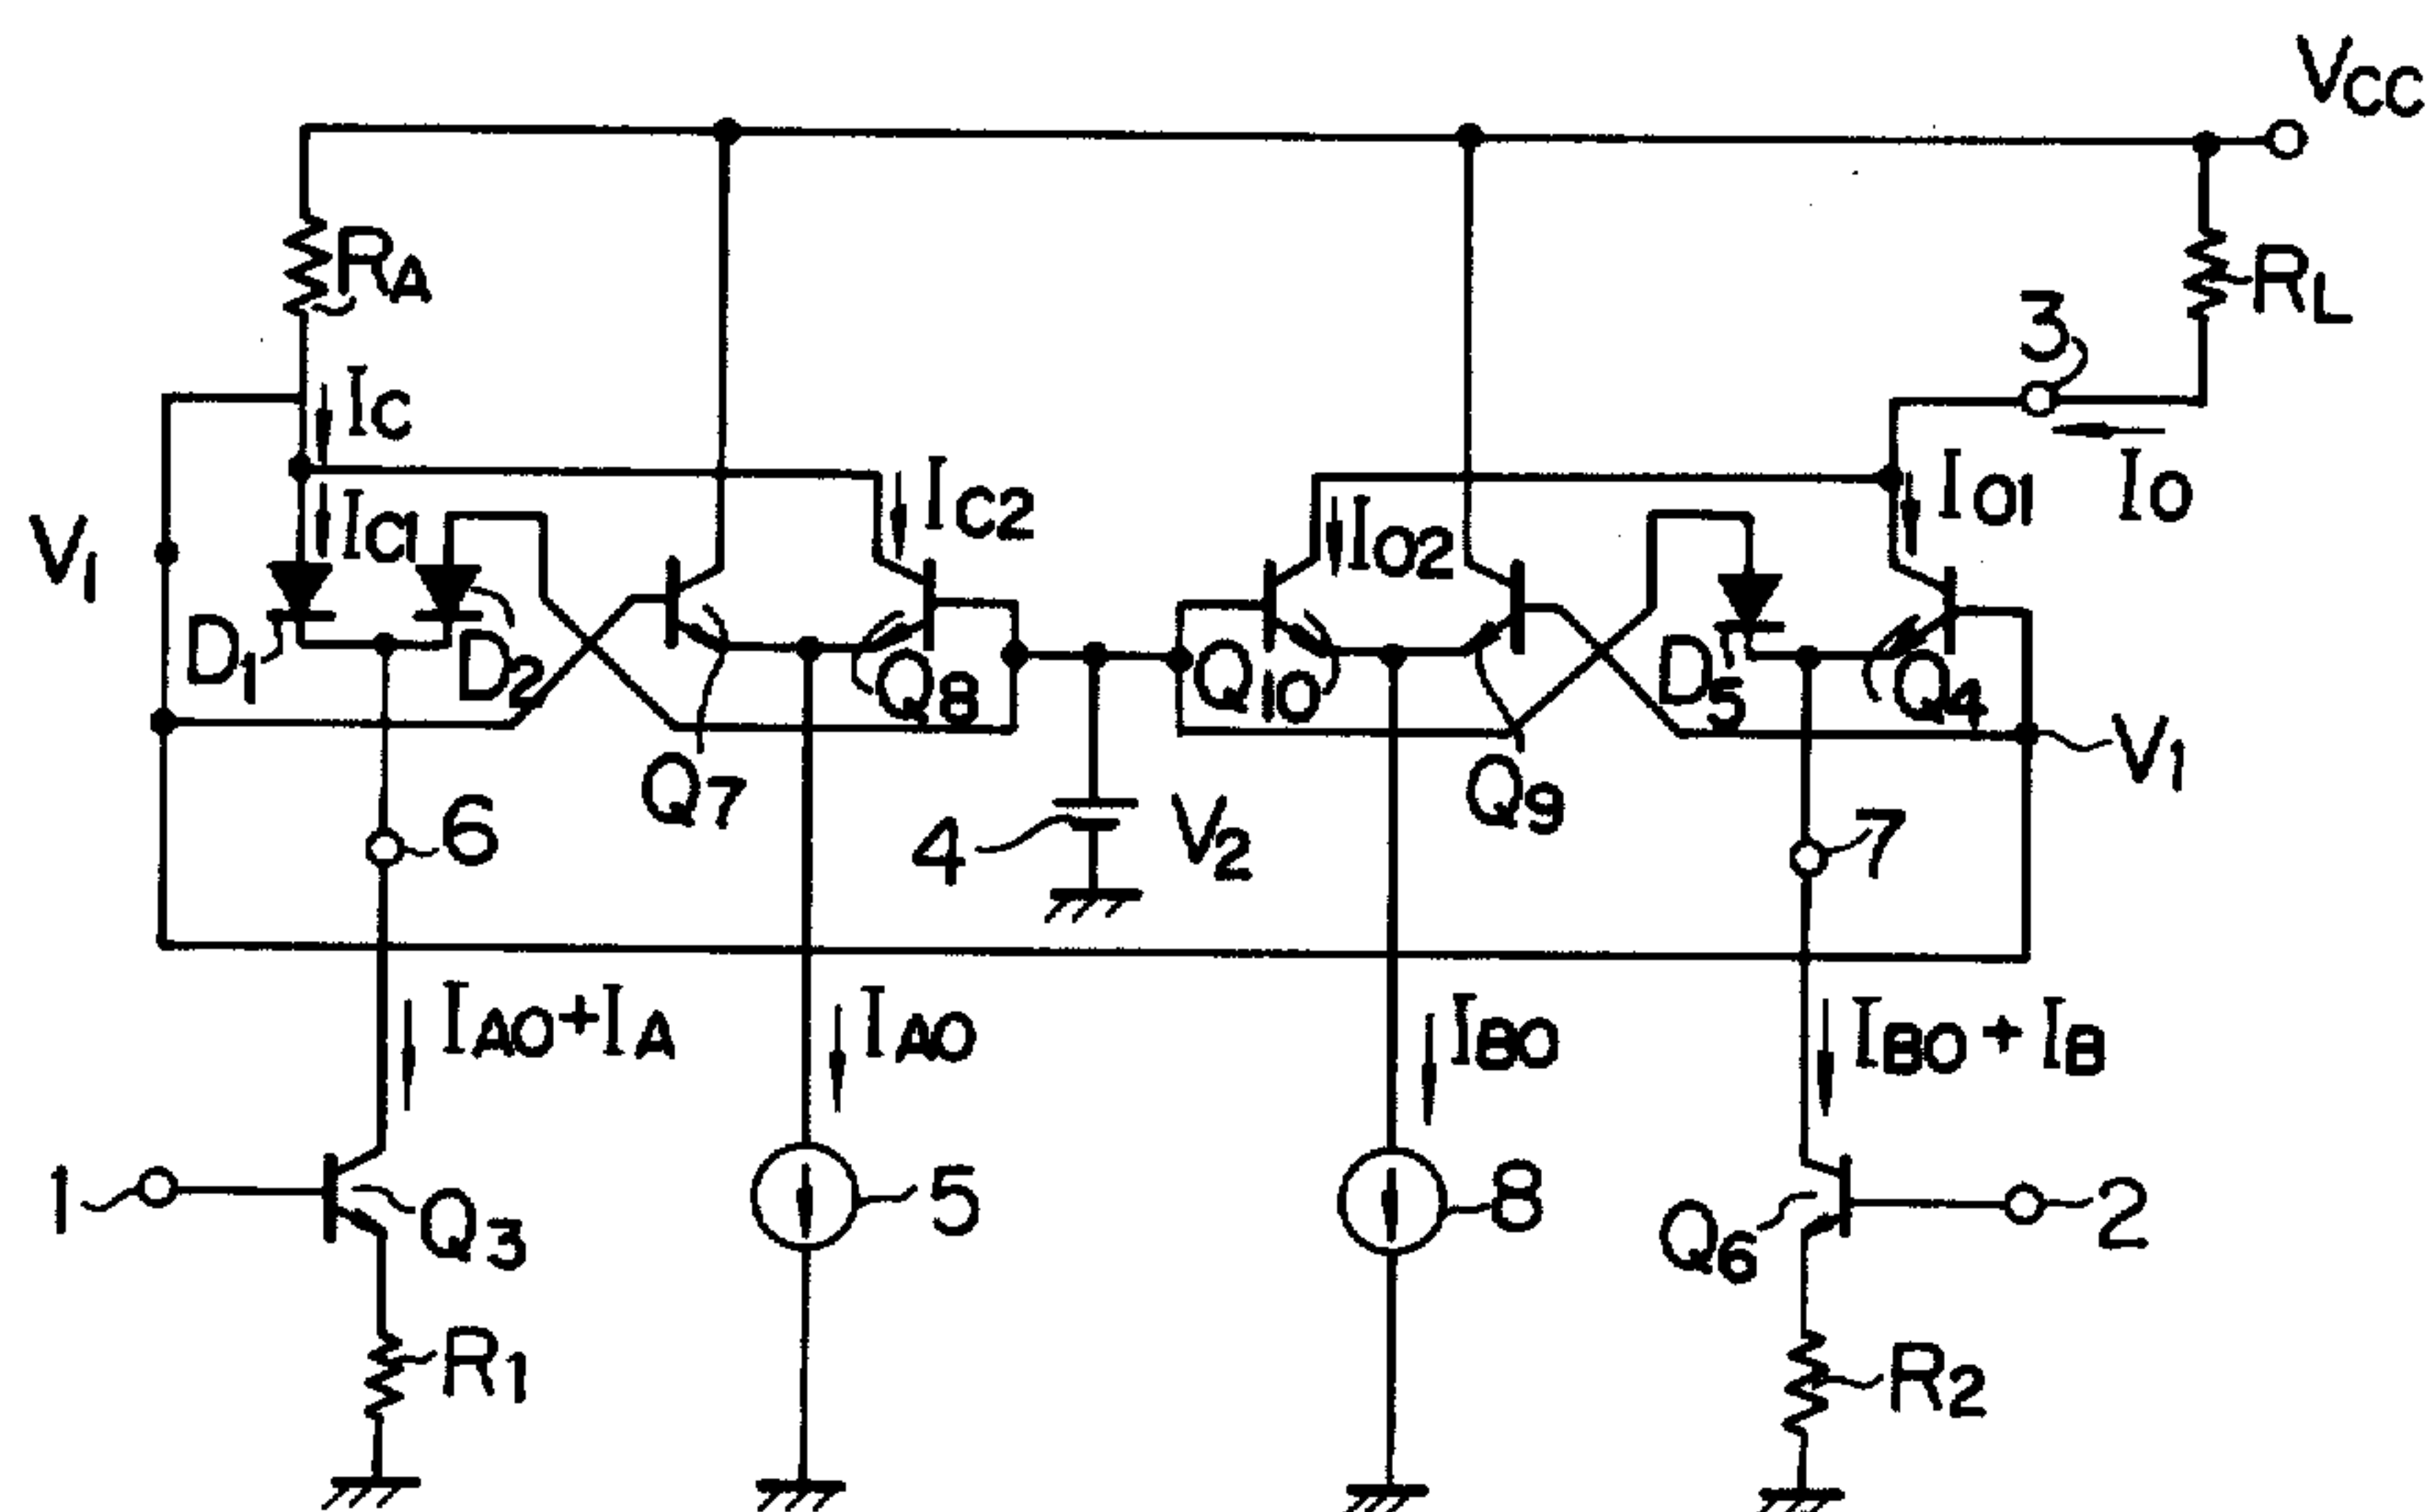 VCC
RA
RL
3
IC
IC2
IO1
IO
V1
IC1
IO2
D1
D2
Q8
Q10
D5
Q4
V1
Q7
Q9
6
4
V2
7
IAO+IA
IAO
IBO
IBO+IB
1
Q3
5
8
Q6
2
R1
R2